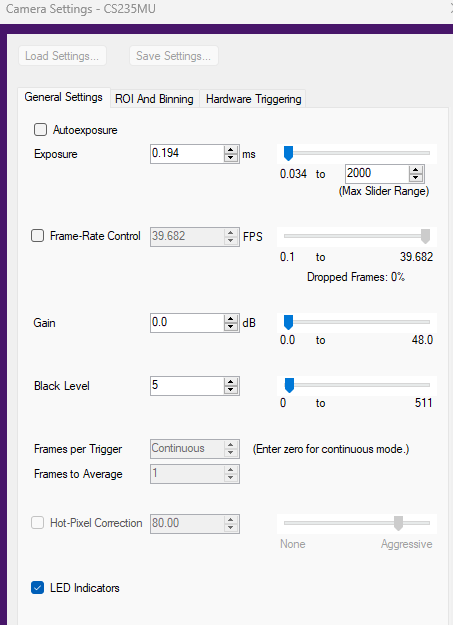 Camera Settings - CS235MU
Load Settings... Save Settings...
General Settings ROI And Binning Hardware Triggering
Autoexposure
Exposure 0.194 ms
0.034 to 2000
(Max Slider Range)
Frame-Rate Control 39.682 FPS
0.1 to 39.682
Dropped Frames: 0%
Gain 0.0 dB
0.0 to 48.0
Black Level 5
0 to 511
Frames per Trigger Continuous (Enter zero for continuous mode.)
Frames to Average 1
Hot-Pixel Correction 80.00
None Aggressive
LED Indicators